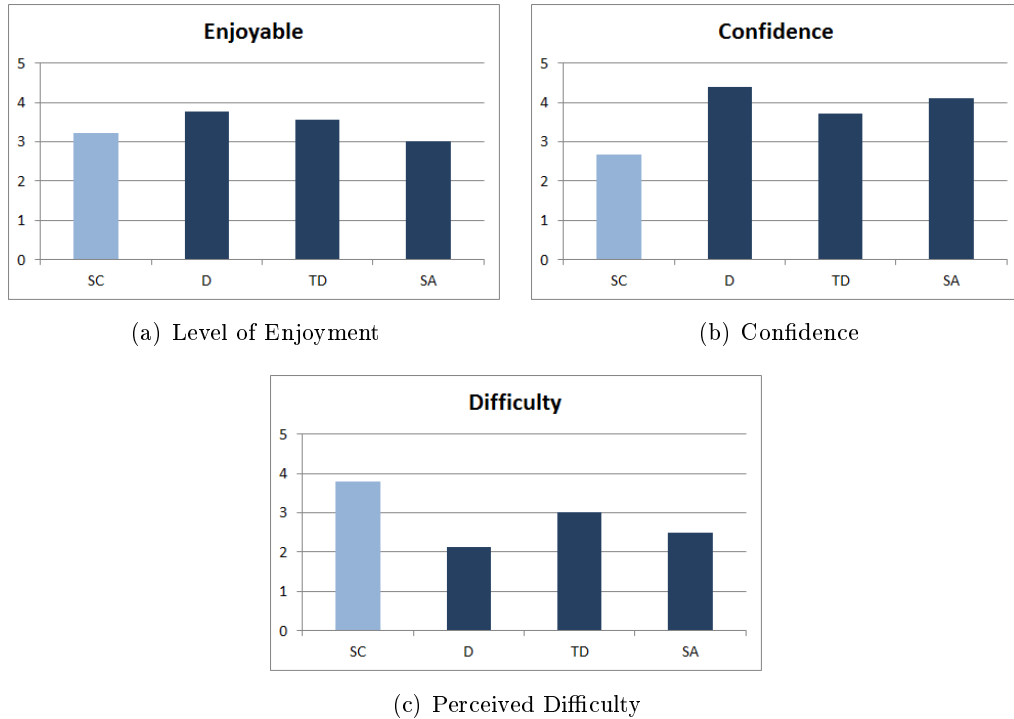 Enjoyable
5
4
3
2
1
0
SC D TD SA
(a) Level of Enjoyment
Confidence
5
4
3
2
1
0
SC D TD SA
(b) Confidence
Difficulty
5
4
3
2
1
0
SC D TD SA
(c) Perceived Difficulty